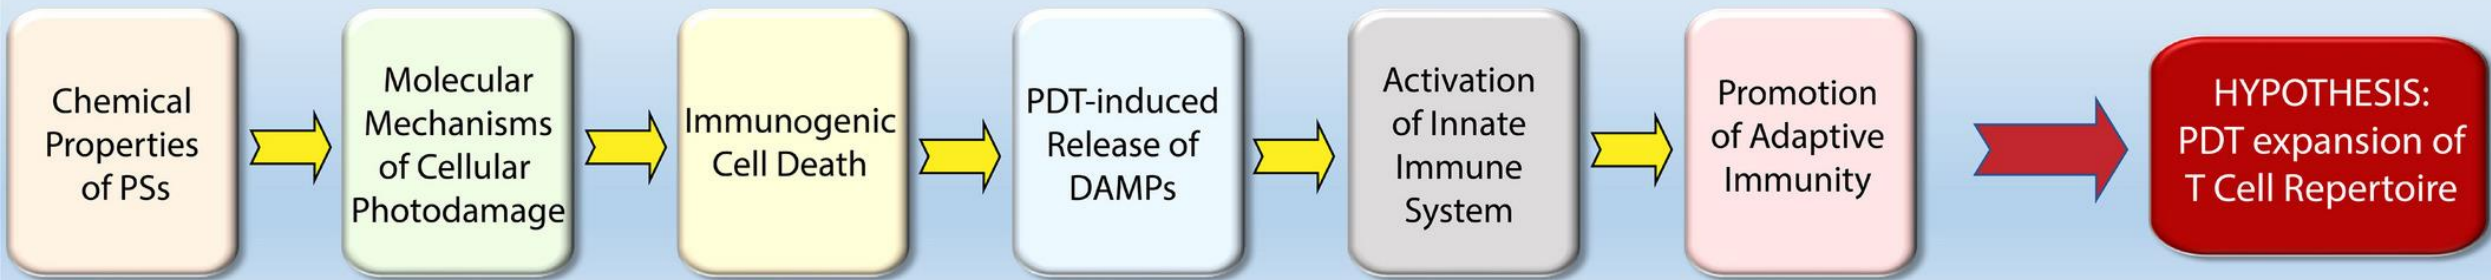 Chemical
Properties
of PSs
Molecular
Mechanisms
of Cellular
Photodamage
Immunogenic
Cell Death
PDT-induced
Release of
DAMPs
Activation
of Innate
Immune
System
Promotion
of Adaptive
Immunity
HYPOTHESIS:
PDT expansion of
T Cell Repertoire